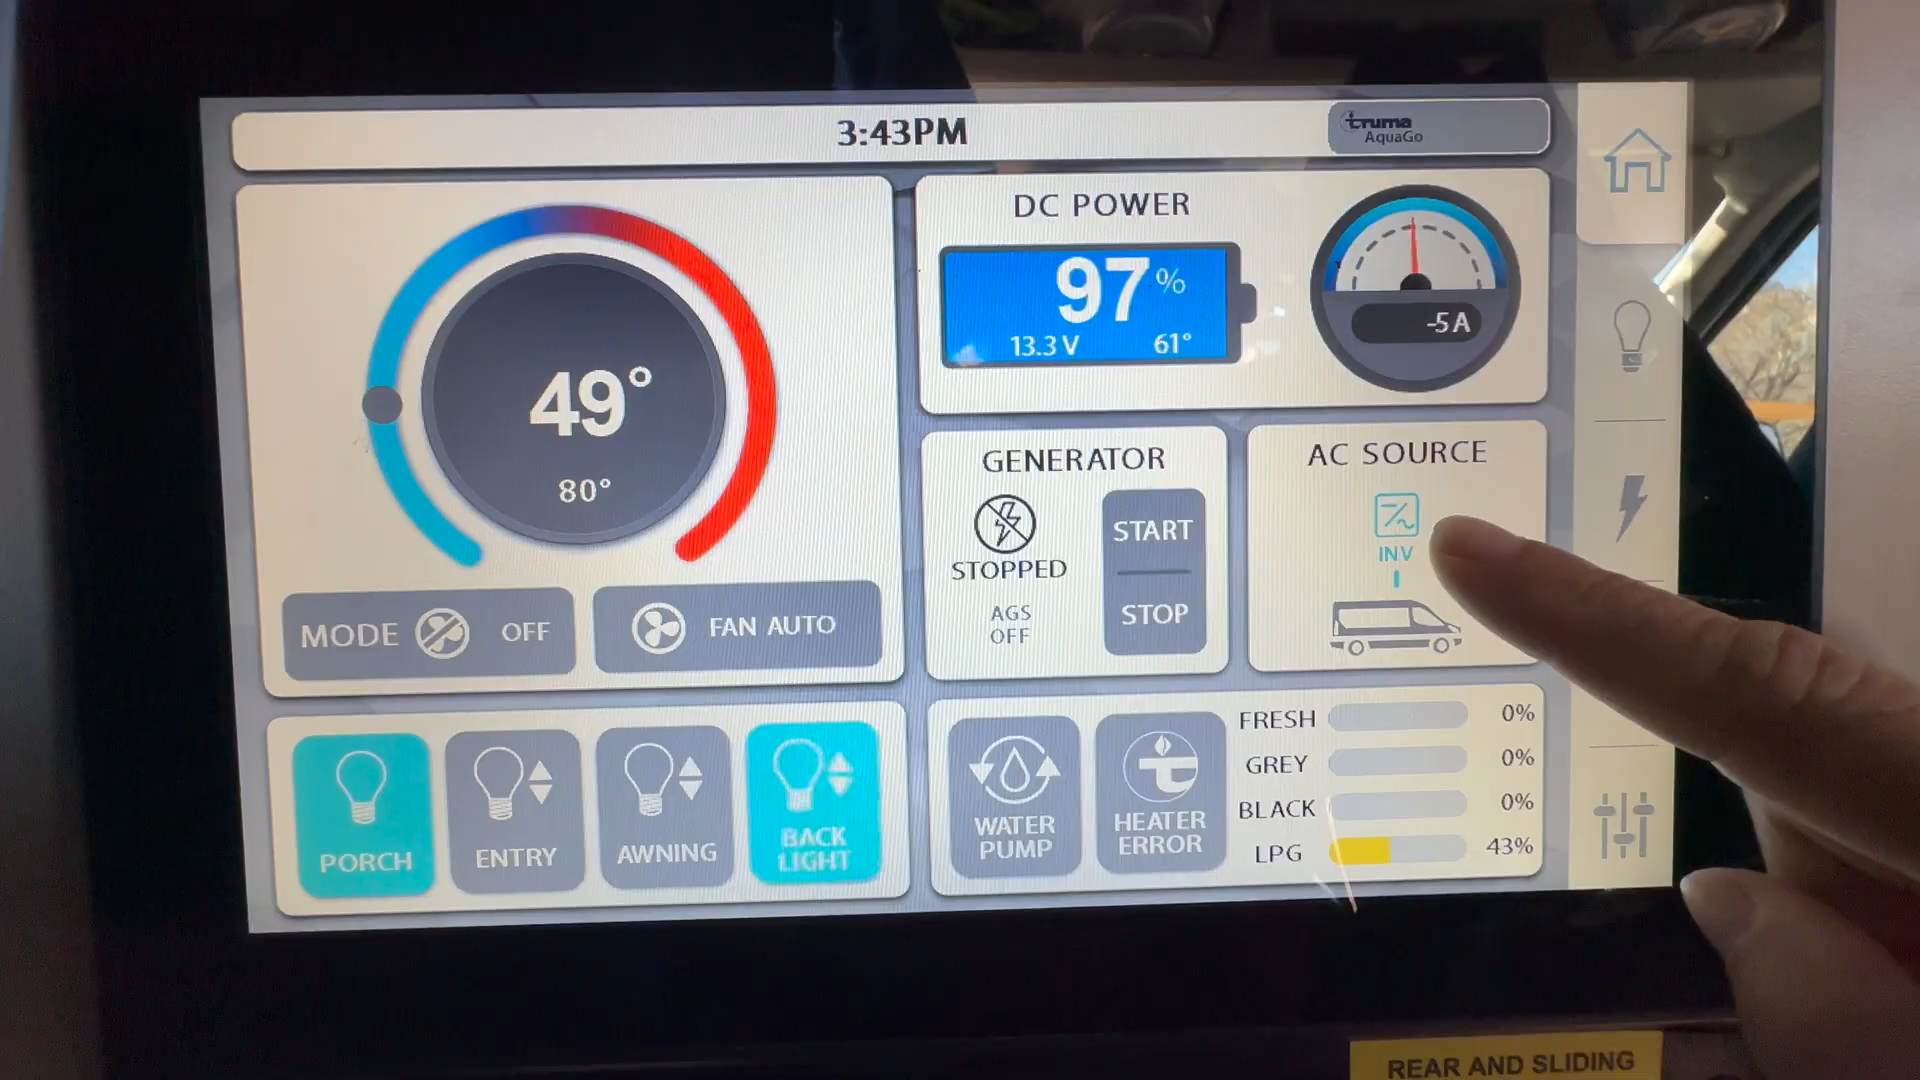 3:43PM
truma
AquaGo
49°
80°
MODE OFF
FAN AUTO
DC POWER
97%
13.3 V 61°
-5 A
GENERATOR
STOPPED
AGS
OFF
START
STOP
AC SOURCE
INV
PORCH
ENTRY
AWNING
BACK
LIGHT
WATER
PUMP
HEATER
ERROR
FRESH 0%
GREY 0%
BLACK 0%
LPG 43%
REAR AND SLIDING